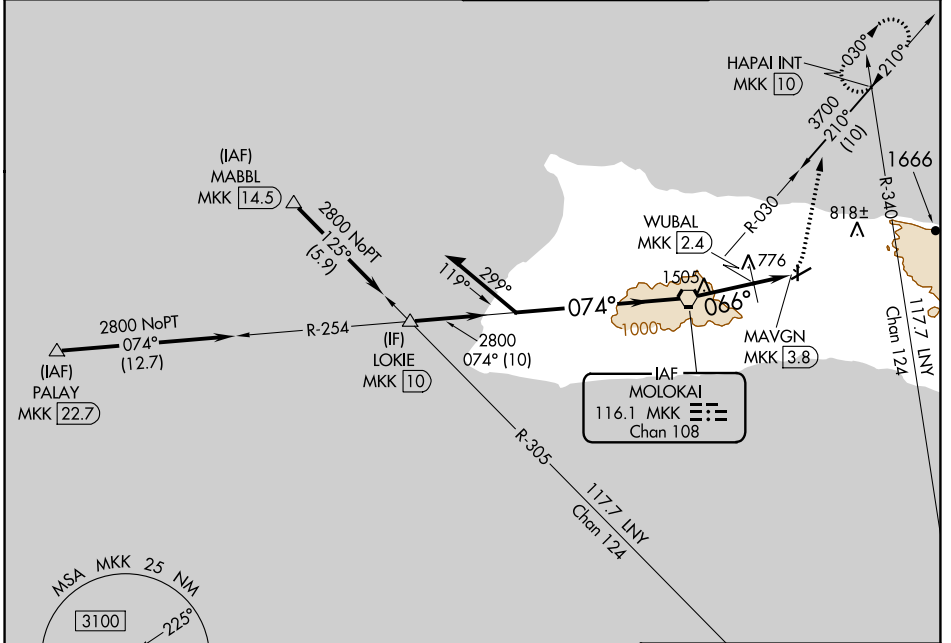 HAPAI INT
MKK 10
030°
210°
3700
210°
(10)
(IAF)
MABBL
MKK 14.5
2800 NoPT
125°
(5.9)
1666
R-340
818±
WUBAL
MKK 2.4
R-030
776
1505
299°
119°
074°
066°
1000
2800 NoPT
074°
(12.7)
R-254
(IAF)
PALAY
MKK 22.7
(IF)
LOKIE
MKK 10
2800
074° (10)
MAVGN
MKK 3.8
117.7 LNY
Chan 124
IAF
MOLOKAI
116.1 MKK
Chan 108
R-305
117.7 LNY
Chan 124
MSA MKK 25 NM
3100
225°